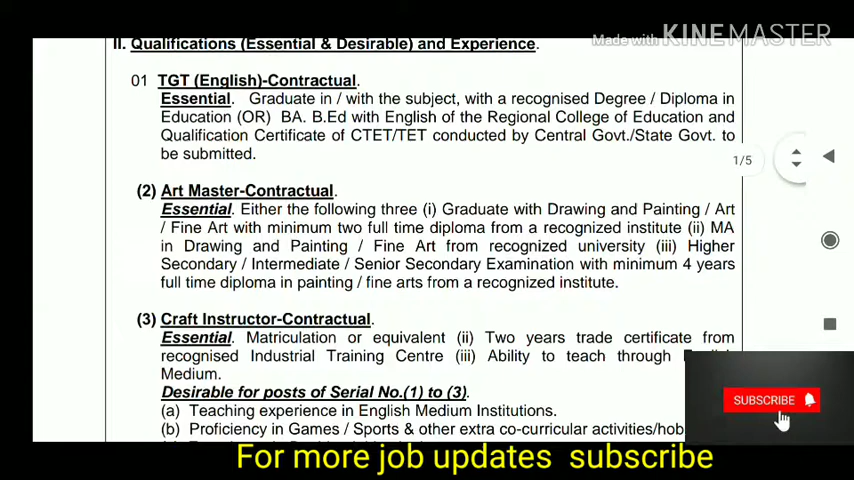 II. Qualifications (Essential & Desirable) and Experience.
Made with KINEMASTER
01 TGT (English)-Contractual.
Essential. Graduate in / with the subject, with a recognised Degree / Diploma in
Education (OR) BA. B.Ed with English of the Regional College of Education and
Qualification Certificate of CTET/TET conducted by Central Govt./State Govt. to
be submitted.
1/5
(2) Art Master-Contractual.
Essential. Either the following three (i) Graduate with Drawing and Painting / Art
/ Fine Art with minimum two full time diploma from a recognized institute (ii) MA
in Drawing and Painting / Fine Art from recognized university (iii) Higher
Secondary / Intermediate / Senior Secondary Examination with minimum 4 years
full time diploma in painting / fine arts from a recognized institute.
(3) Craft Instructor-Contractual.
Essential. Matriculation or equivalent (ii) Two years trade certificate from
recognised Industrial Training Centre (iii) Ability to teach through
Medium.
Desirable for posts of Serial No.(1) to (3).
(a) Teaching experience in English Medium Institutions.
(b) Proficiency in Games / Sports & other extra co-curricular activities/hob
SUBSCRIBE
For more job updates subscribe